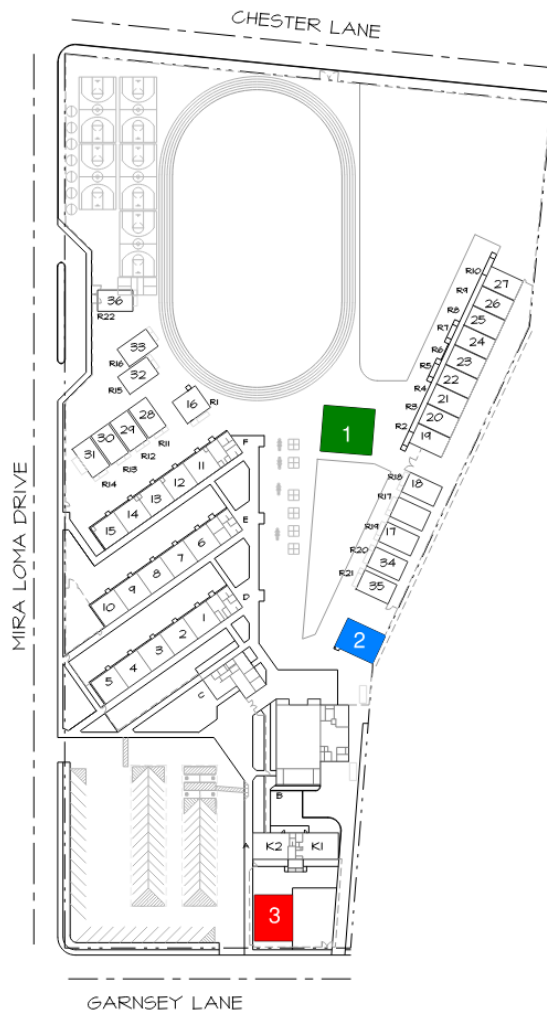 CHESTER LANE
MIRA LOMA DRIVE
36
R22
R10
27
R9
26
R8
25
R7
24
R6
23
R5
22
R4
21
R3
20
R2
19
33
R16
32
R15
28
16
R1
29
30
31
R11
R12
R13
R14
1
F
11
12
13
14
15
R18
18
R17
R19
17
R20
34
R21
35
E
6
7
8
9
10
D
1
2
3
4
5
C
2
B
A
K2
K1
3
GARNSEY LANE